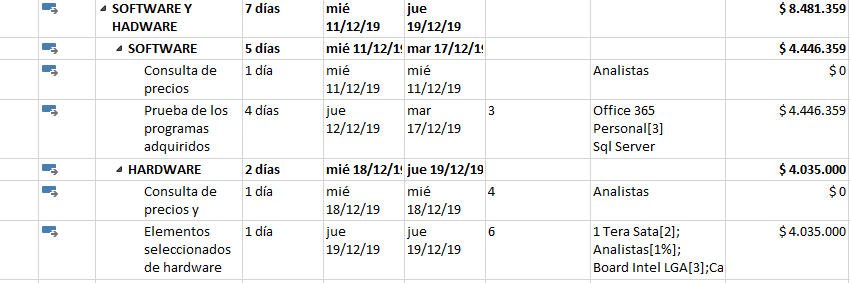 SOFTWARE Y HADWARE 7 días mié 11/12/19 jue 19/12/19 $ 8.481.359
SOFTWARE 5 días mié 11/12/1 mar 17/12/1 $ 4.446.359
Consulta de precios 1 día mié 11/12/19 mié 11/12/19 Analistas $ 0
Prueba de los programas adquiridos 4 días jue 12/12/19 mar 17/12/19 3 Office 365 Personal[3] Sql Server $ 4.446.359
HARDWARE 2 días mié 18/12/1 jue 19/12/19 $ 4.035.000
Consulta de precios y 1 día mié 18/12/19 mié 18/12/19 4 Analistas $ 0
Elementos seleccionados de hardware 1 día jue 19/12/19 jue 19/12/19 6 1 Tera Sata[2]; Analistas[1%]; Board Intel LGA[3];Ca $ 4.035.000